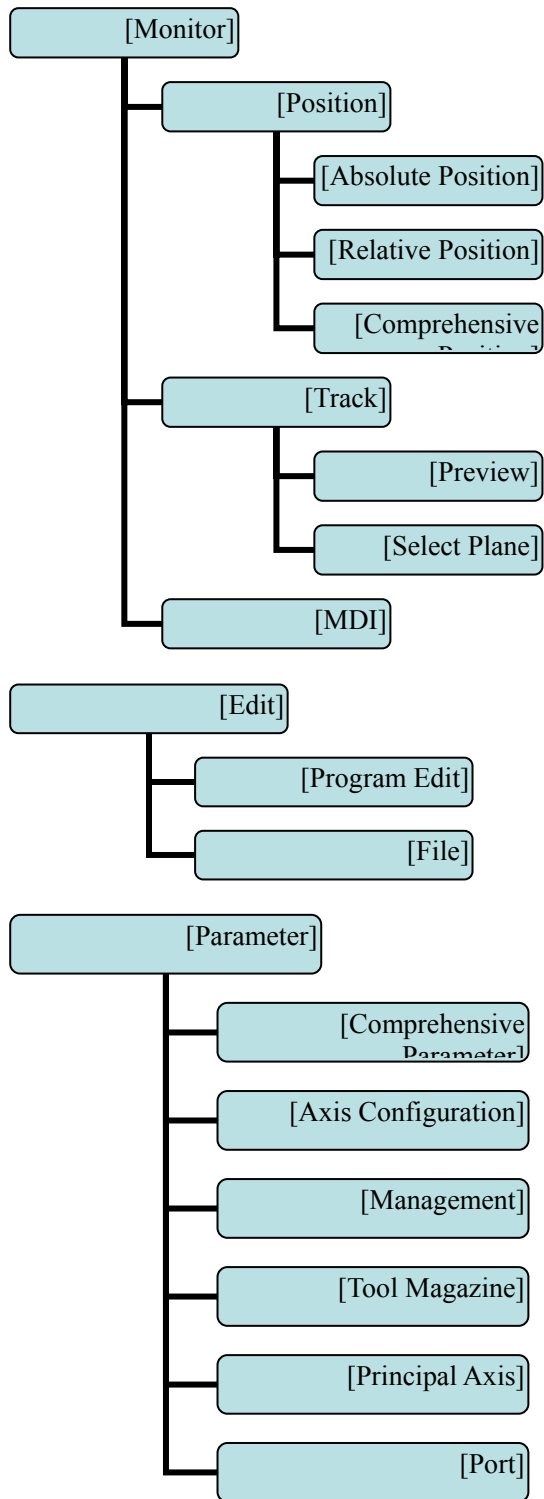 [Monitor]
[Position]
[Absolute Position]
[Relative Position]
[Comprehensive
[Track]
[Preview]
[Select Plane]
[MDI]
[Edit]
[Program Edit]
[File]
[Parameter]
[Comprehensive
Parameter]
[Axis Configuration]
[Management]
[Tool Magazine]
[Principal Axis]
[Port]